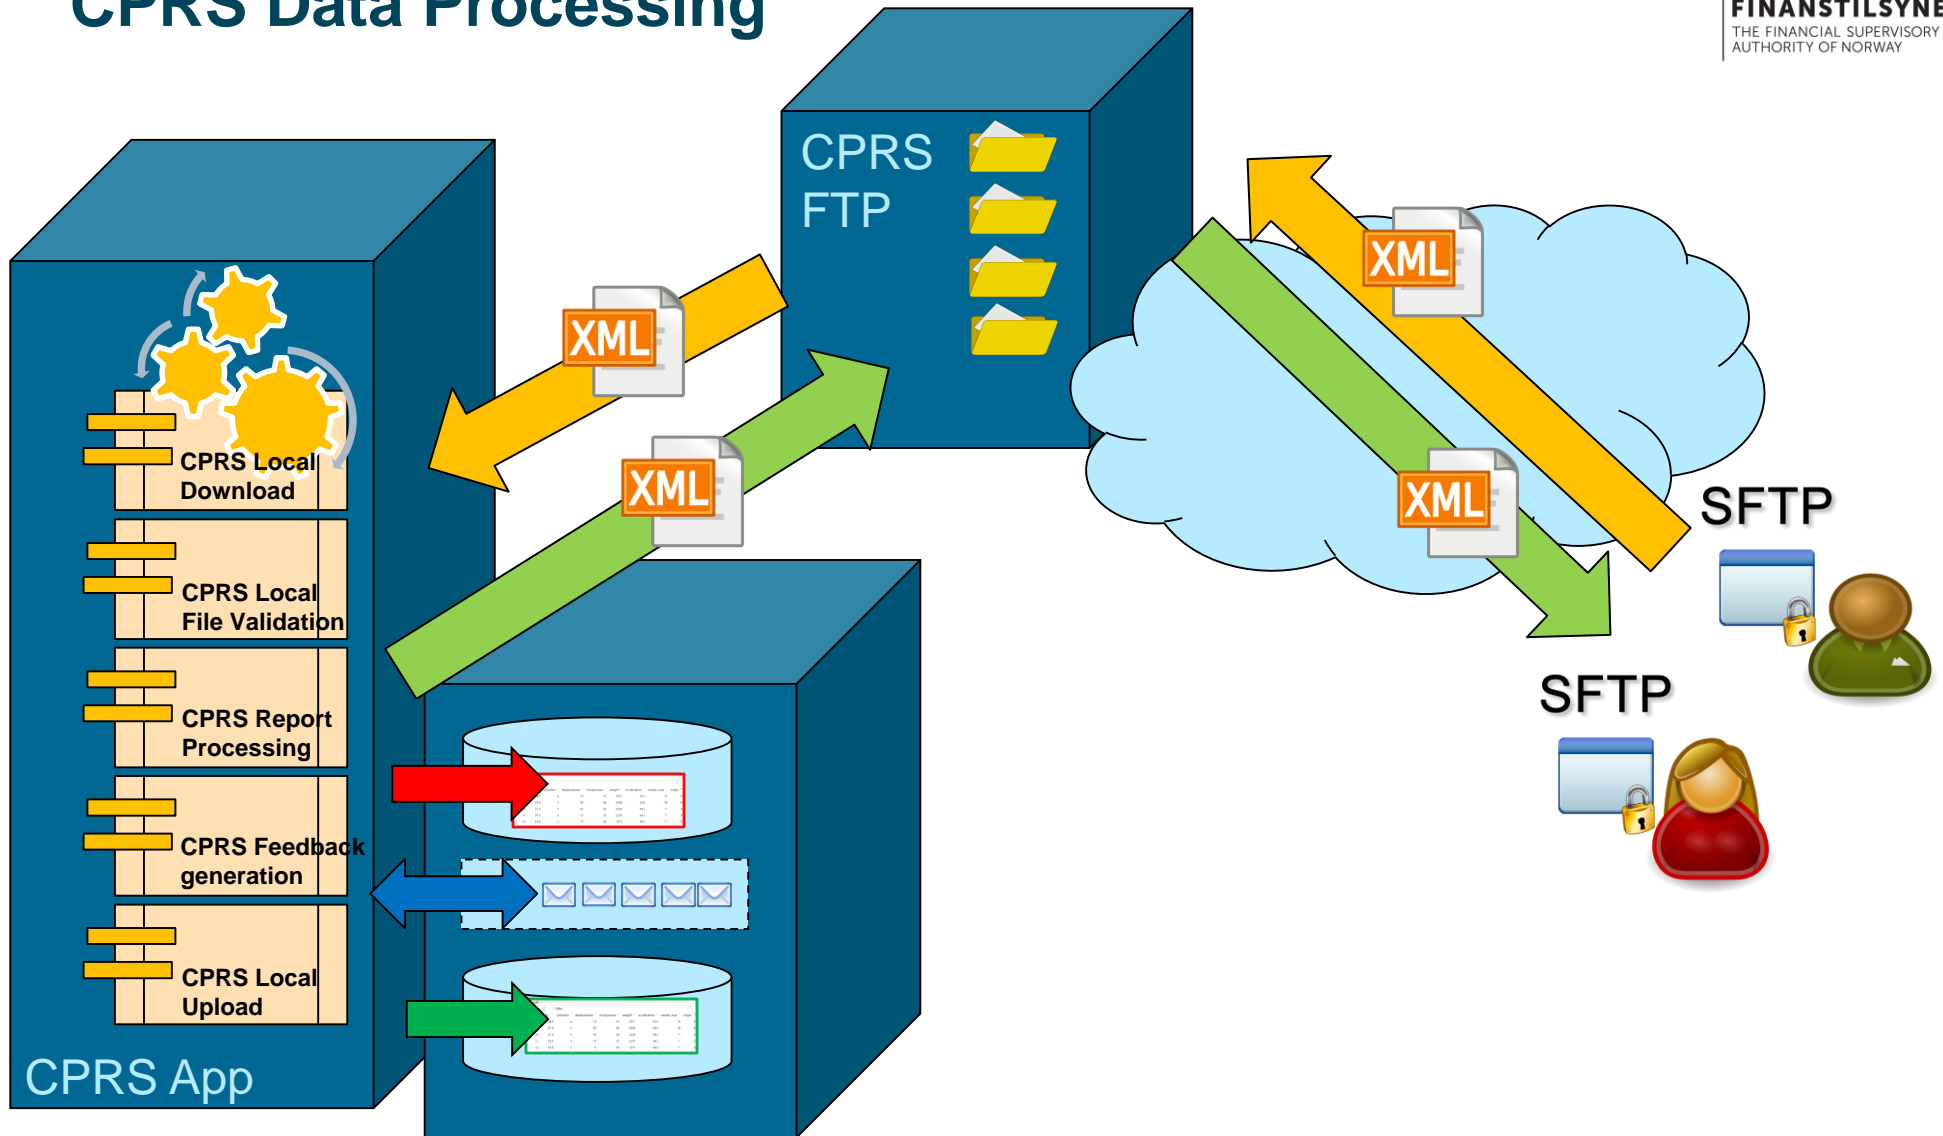 CPRS Data Processing
FINANSTILSYNE
THE FINANCIAL SUPERVISORY
AUTHORITY OF NORWAY
CPRS
FTP
XML
XML
XML
XML
SFTP
SFTP
CPRS Local
Download
CPRS Local
File Validation
CPRS Report
Processing
CPRS Feedback
generation
CPRS Local
Upload
CPRS App